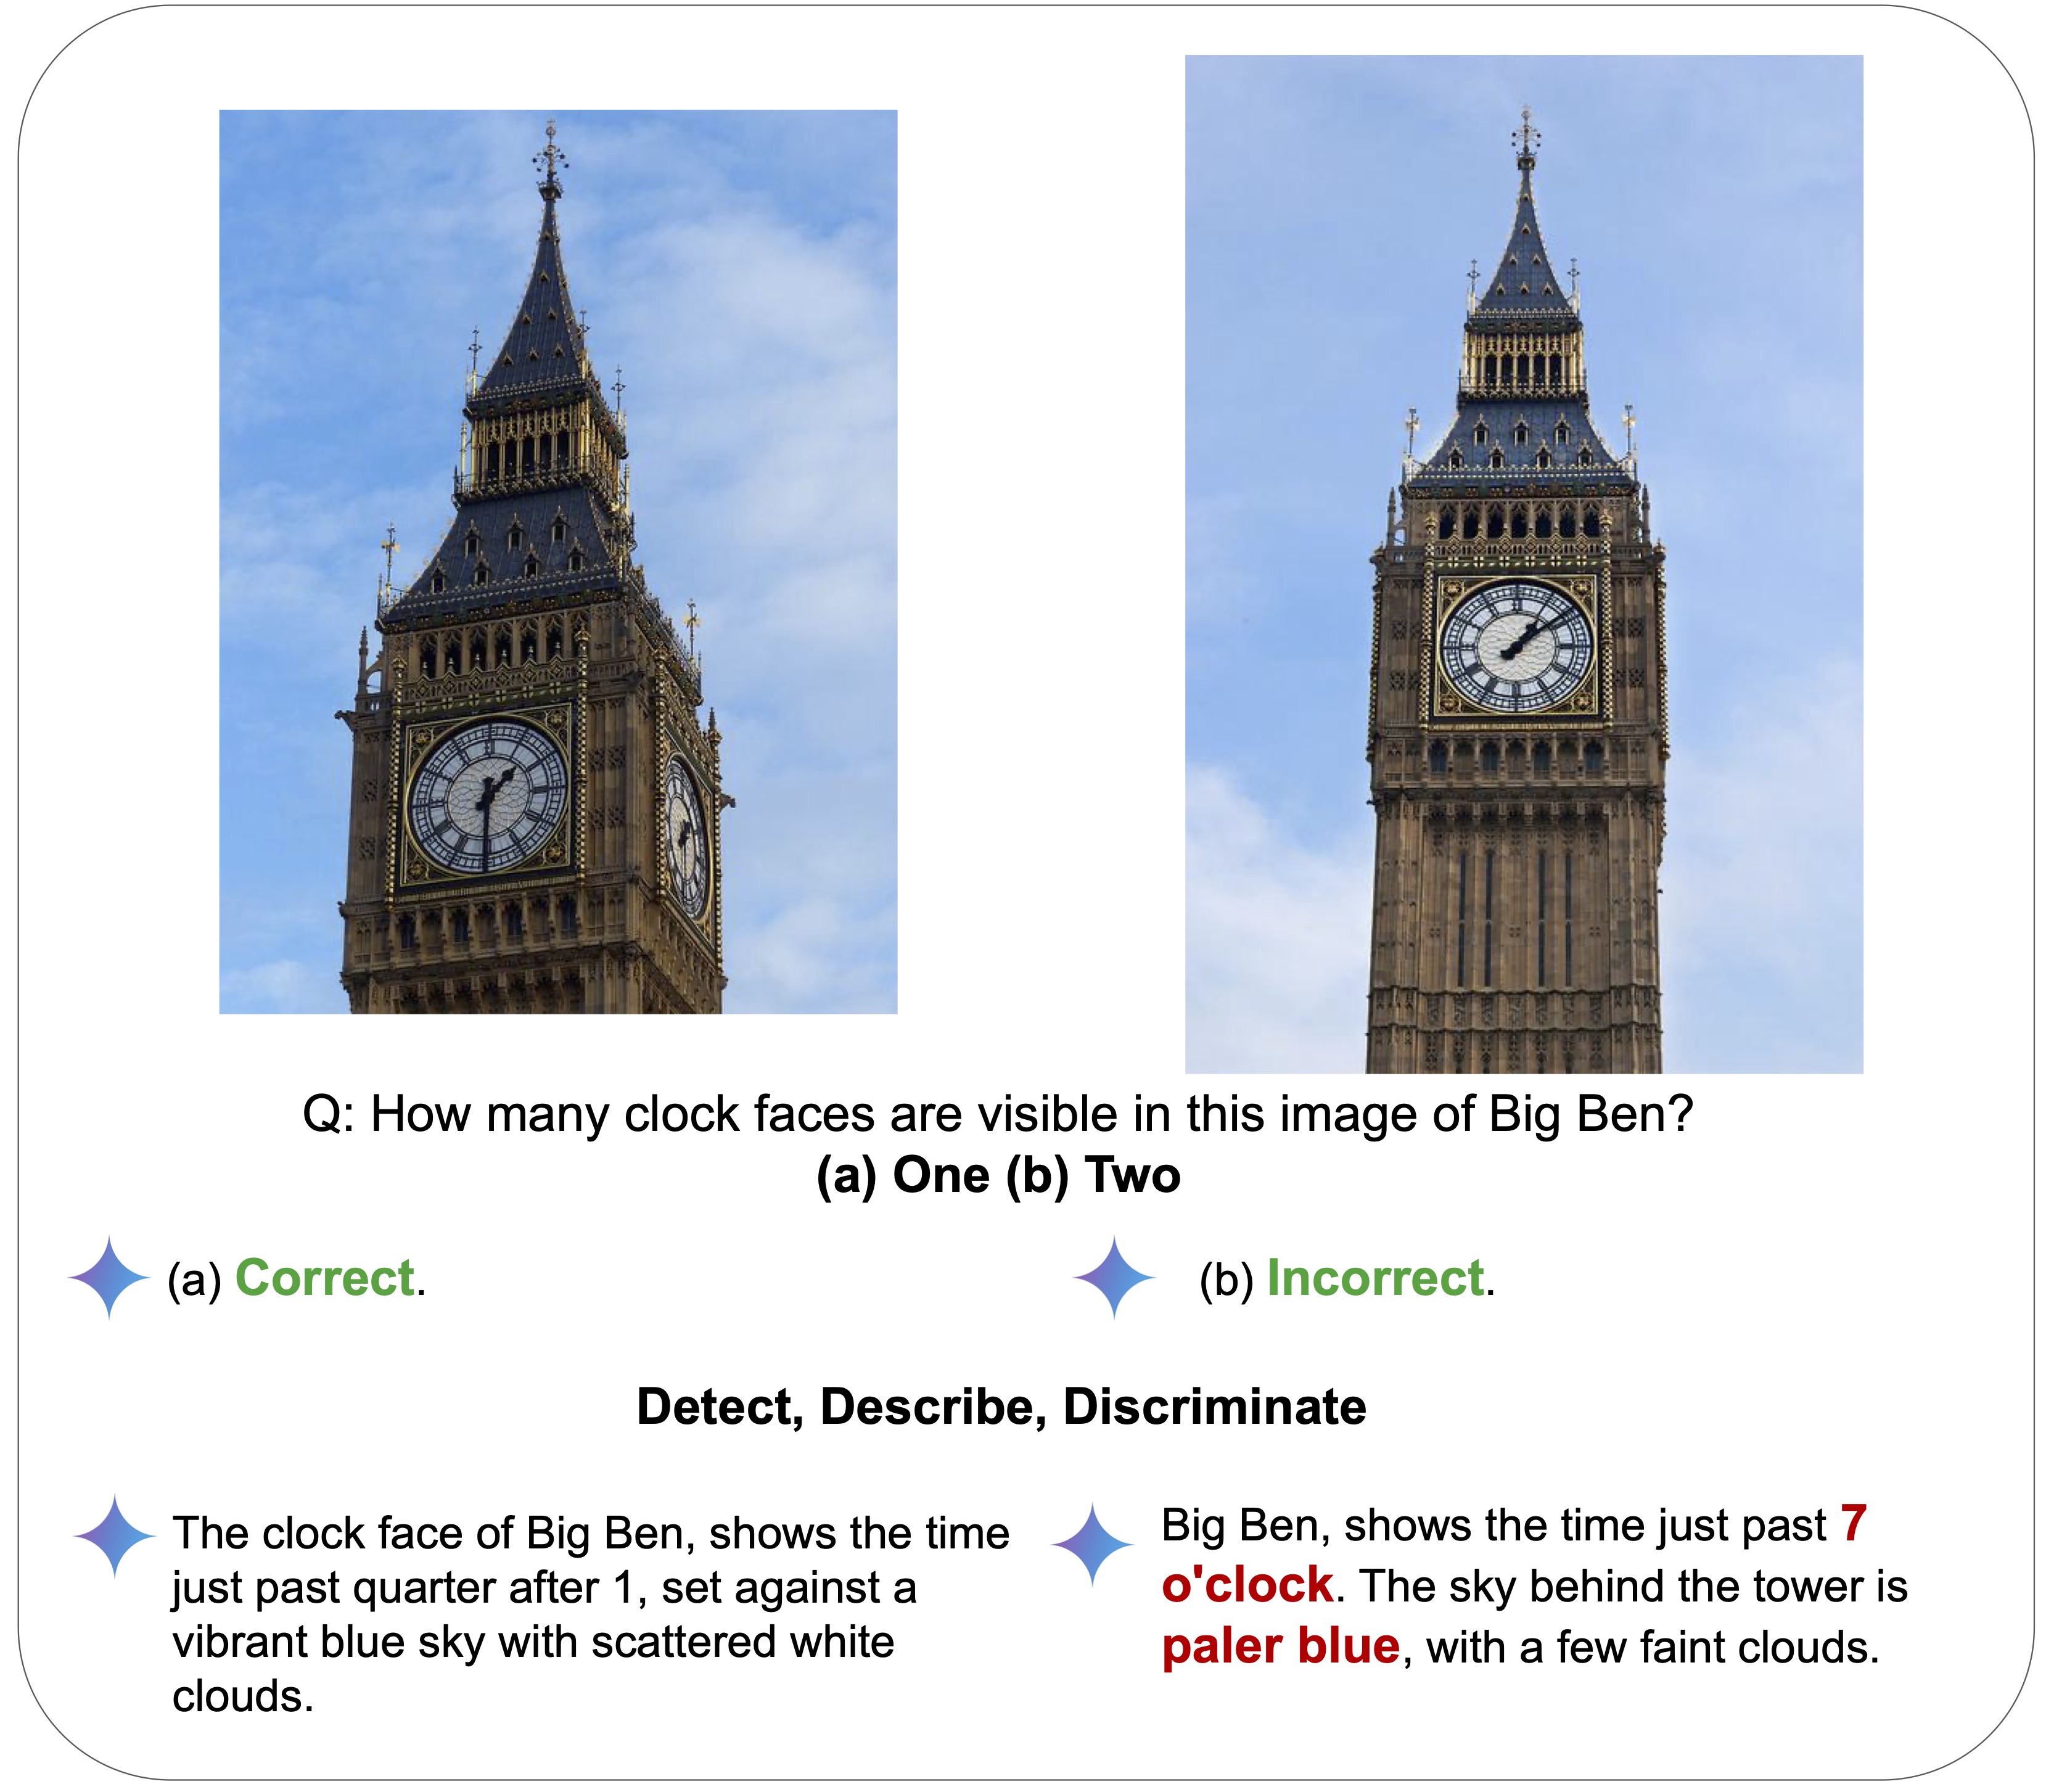 Q: How many clock faces are visible in this image of Big Ben?
(a) One (b) Two
(a) Correct.
(b) Incorrect.
Detect, Describe, Discriminate
The clock face of Big Ben, shows the time
just past quarter after 1, set against a
vibrant blue sky with scattered white
clouds.
Big Ben, shows the time just past 7
o'clock. The sky behind the tower is
paler blue, with a few faint clouds.